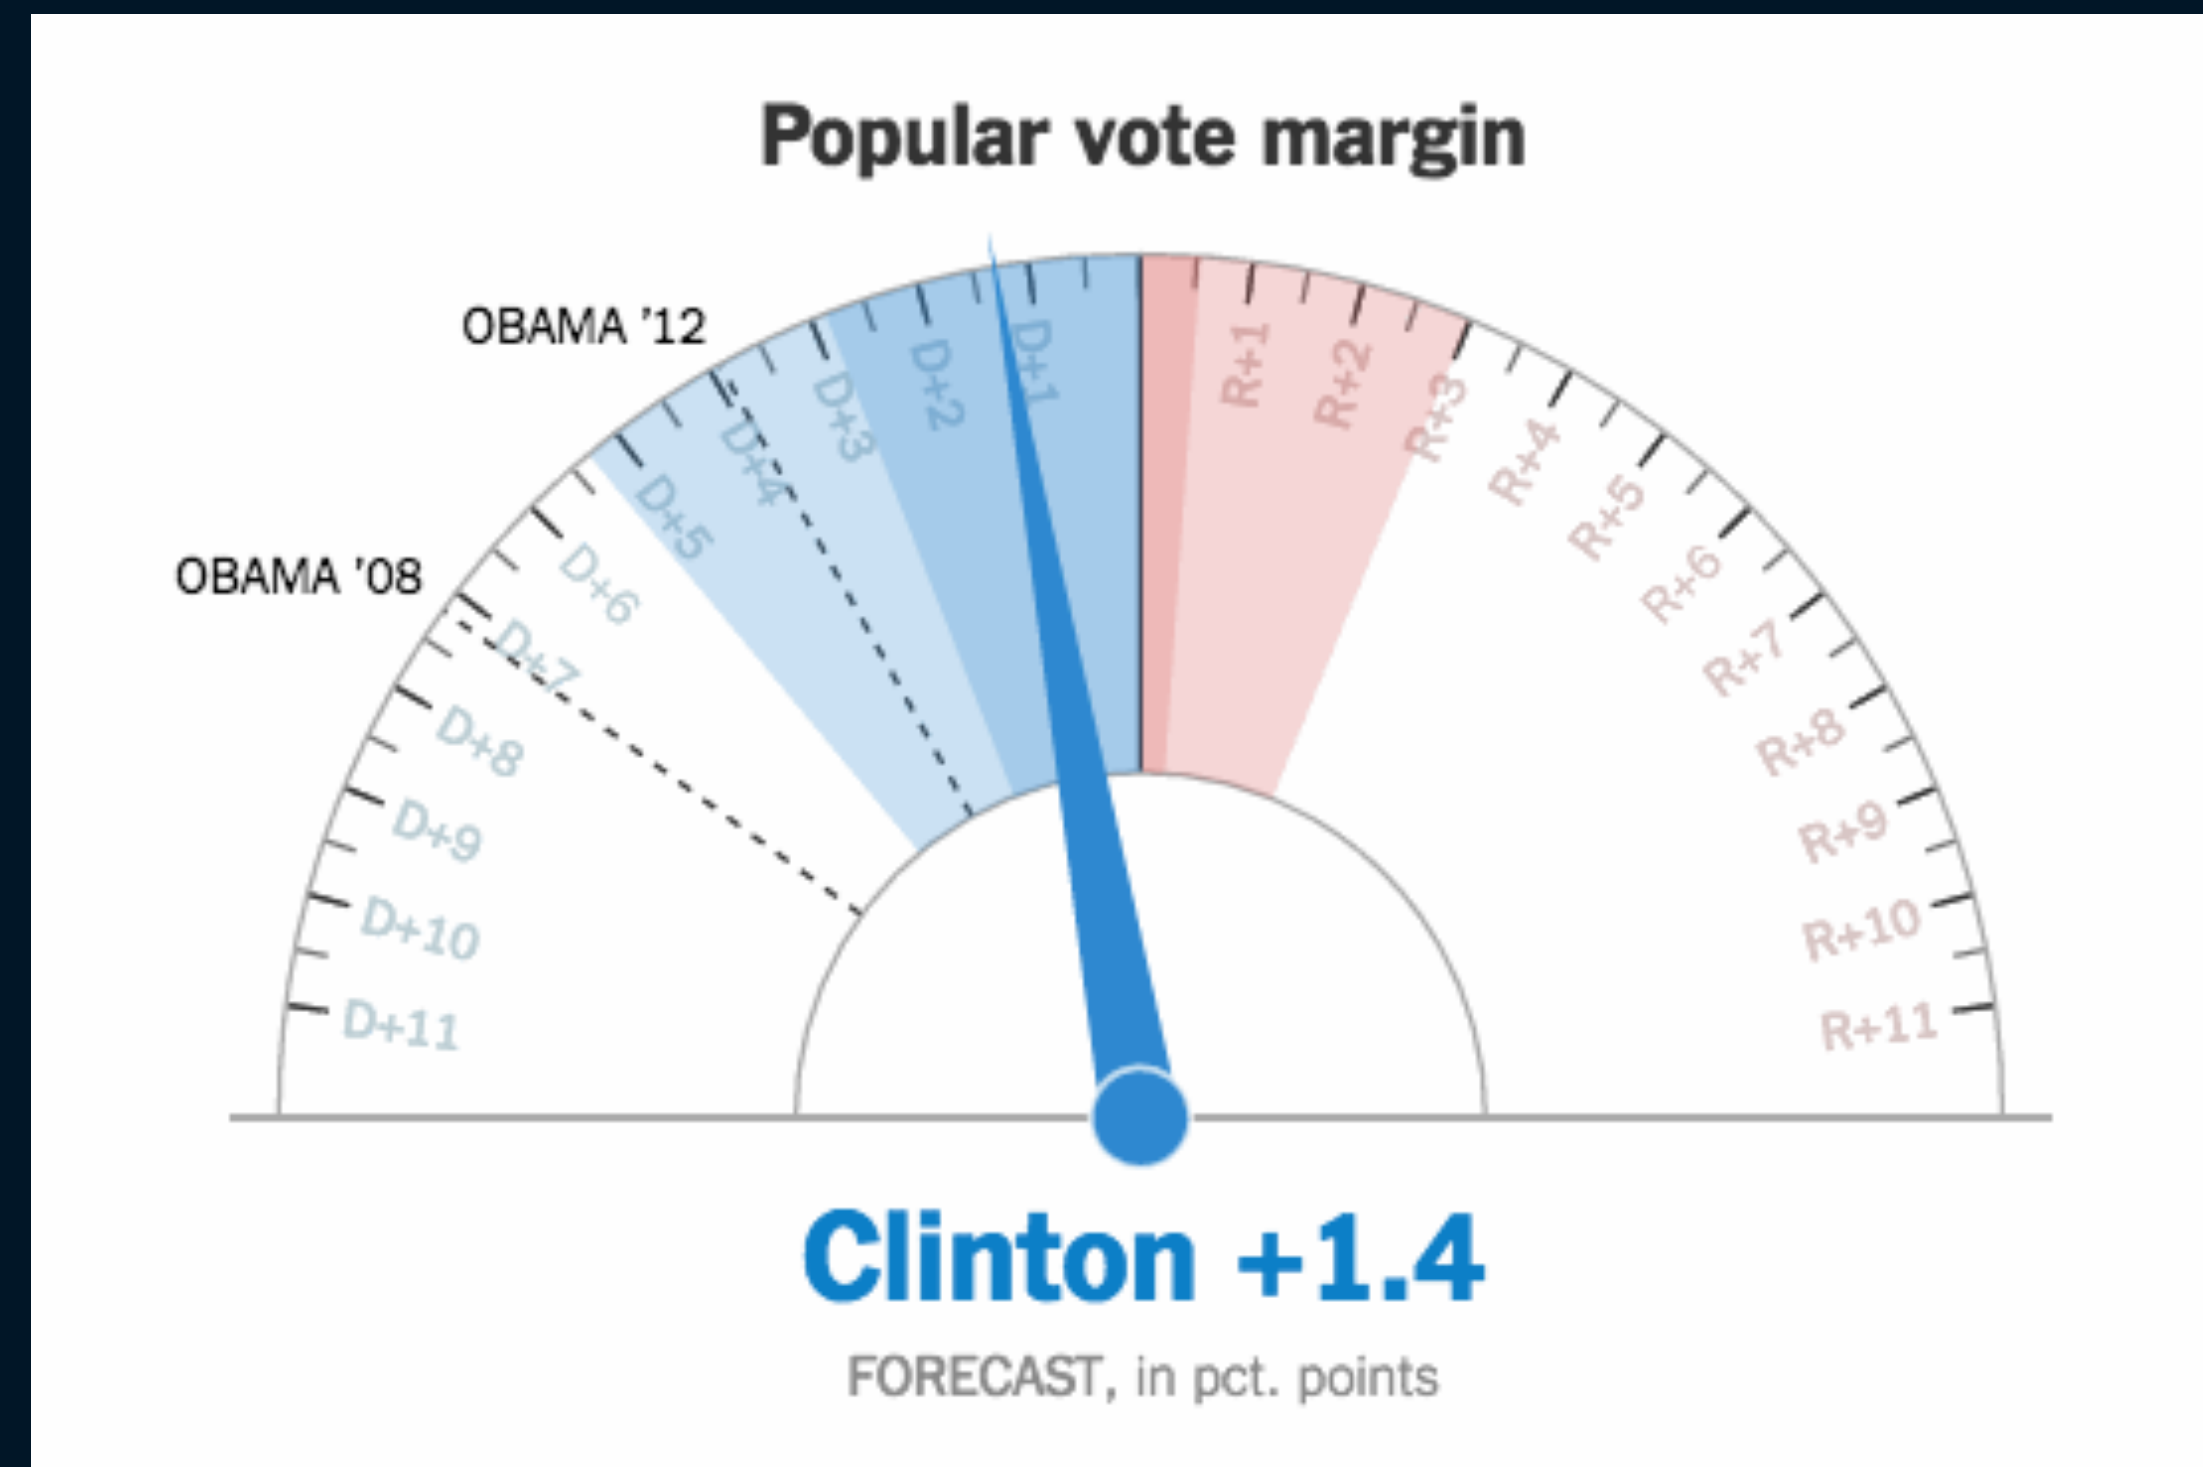 Popular vote margin
OBAMA '12
OBAMA '08
D+11
D+10
D+9
D+8
D+7
D+6
D+5
D+4
D+3
D+2
D+1
R+1
R+2
R+3
R+4
R+5
R+6
R+7
R+8
R+9
R+10
R+11
Clinton +1.4
FORECAST, in pct. points